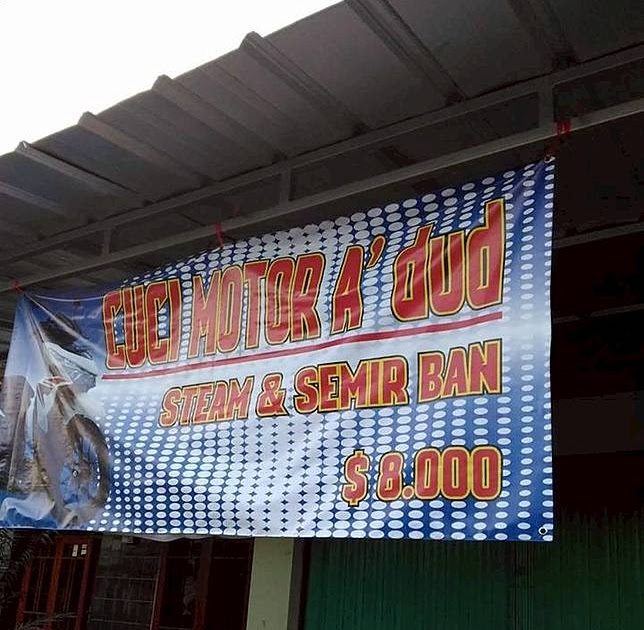 CUCI MOTOR A' dud
STEAM & SEMIR BAN
$ 8.000